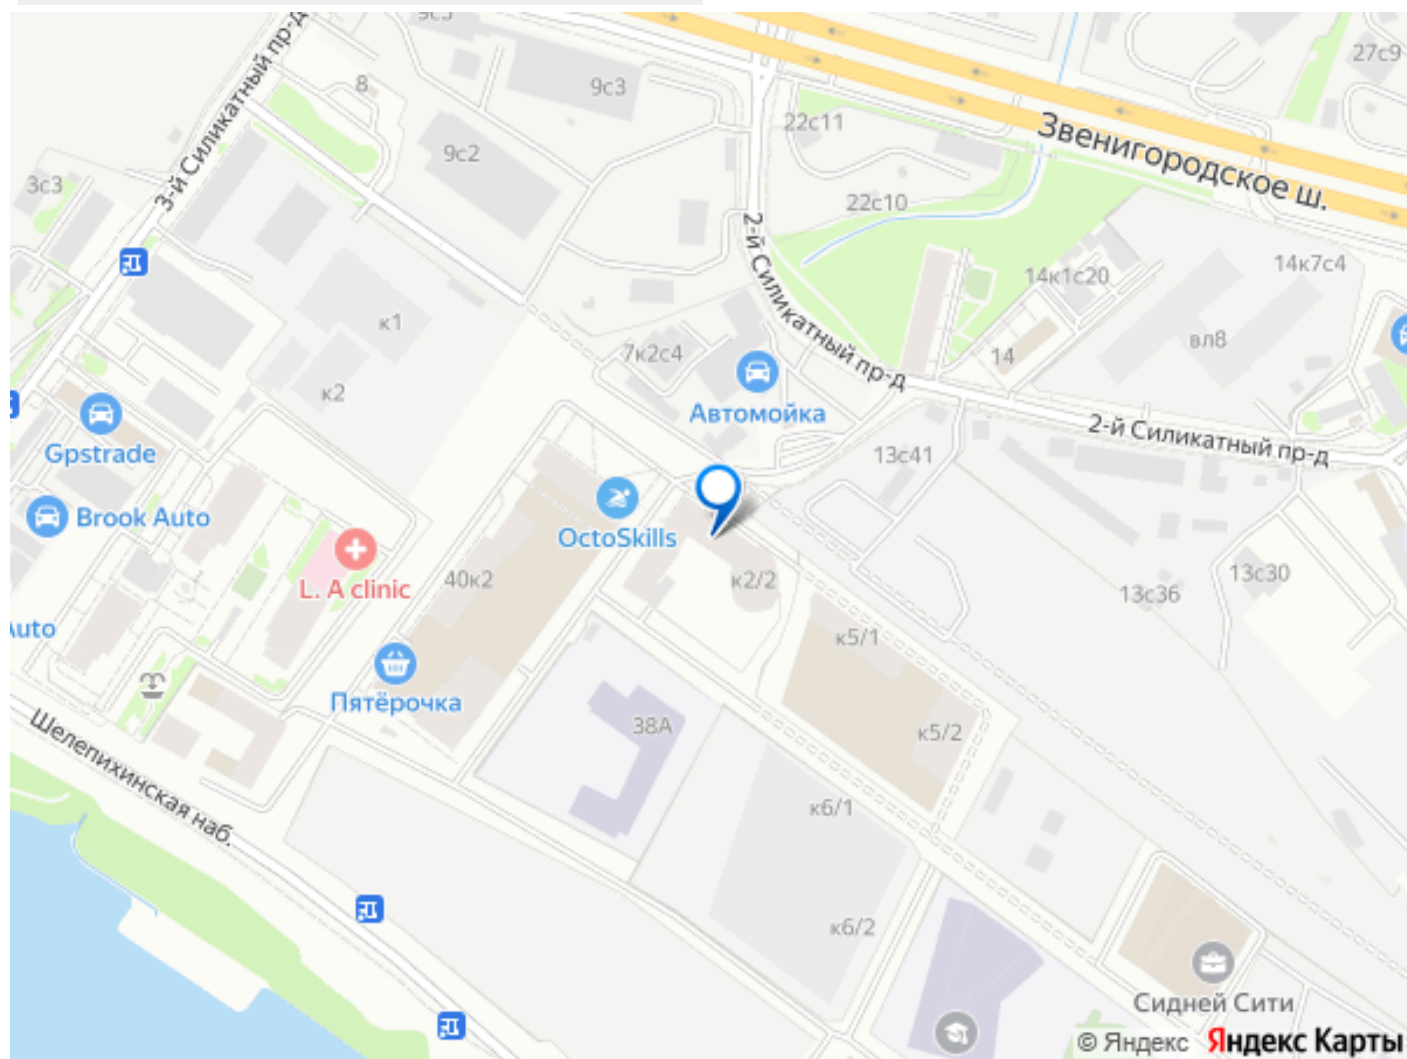 9с5
3-й Силикатный пр-д
8
9с3
9с2
3с3
22с11
22с10
27с9
Звенигородское ш.
2-й Силикатный пр-д
14к1с20
14к7с4
вл8
14
к1
к2
7к2с4
Автомойка
2-й Силикатный пр-д
13с41
Gpstrade
Brook Auto
OctoSkills
L. A clinic
40к2
к2/2
13с36
13с30
Auto
к5/1
Пятёрочка
38А
к5/2
Шелепихинская наб.
к6/1
к6/2
Сидней Сити
© Яндекс Яндекс Карты